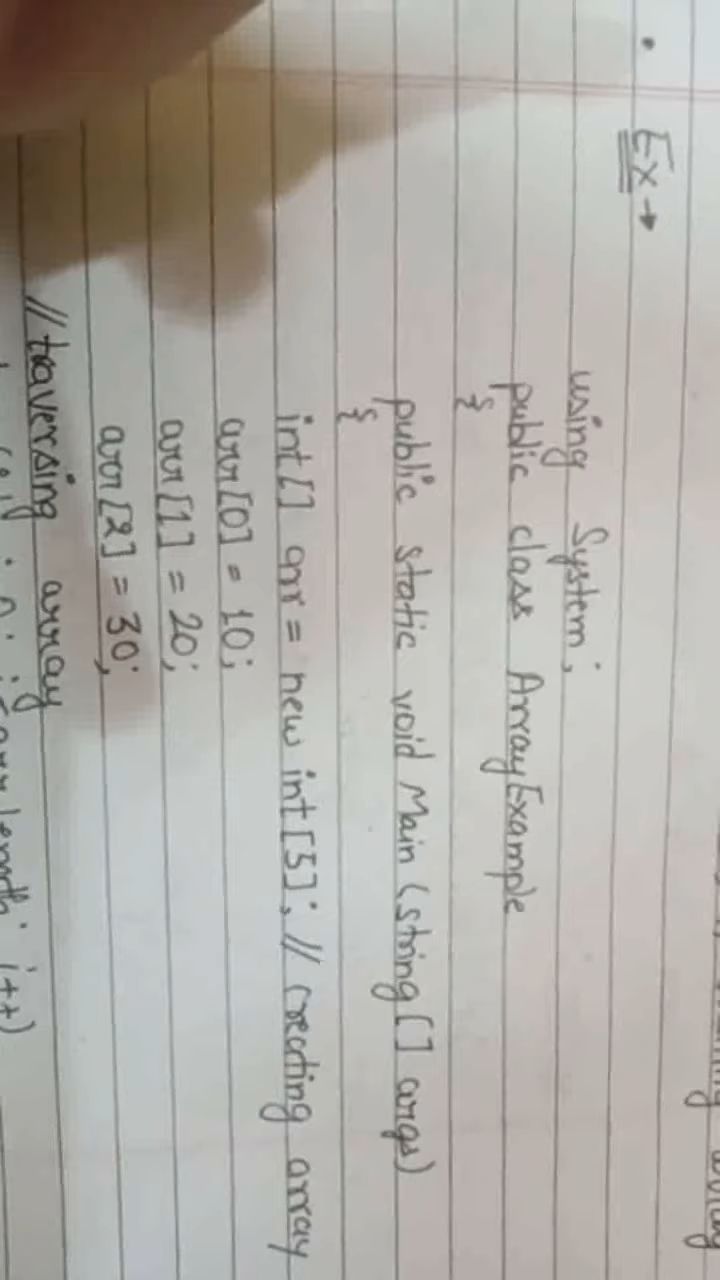 Ex →
using System;
public class ArrayExample
{
public static void Main (string[] args)
{
int[] arr = new int[5]; // creating array
arr[0] = 10;
arr[1] = 20;
arr[2] = 30;
//traversing array
i++)